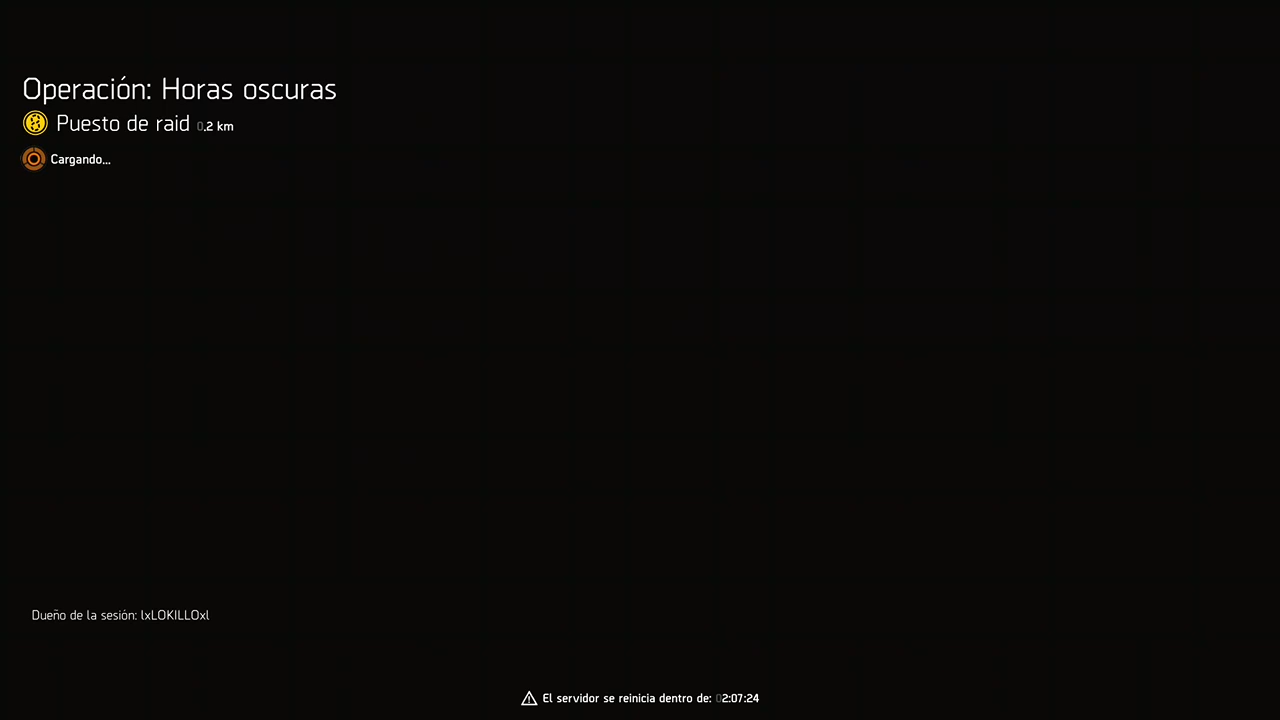 Operación: Horas oscuras
Puesto de raid 0.2 km
Cargando...
Dueño de la sesión: lxLOKILLOxl
El servidor se reinicia dentro de: 02:07:24